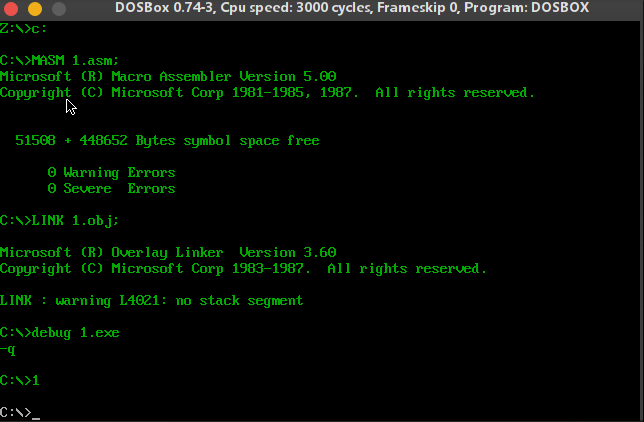 DOSBox 0.74-3, Cpu speed: 3000 cycles, Frameskip 0, Program: DOSBOX
Z:\>c:
C:\>MASM 1.asm;
Microsoft (R) Macro Assembler Version 5.00
Copyright (C) Microsoft Corp 1981-1985, 1987.  All rights reserved.
51508 + 448652 Bytes symbol space free
0 Warning Errors
0 Severe  Errors
C:\>LINK 1.obj;
Microsoft (R) Overlay Linker  Version 3.60
Copyright (C) Microsoft Corp 1983-1987.  All rights reserved.
LINK : warning L4021: no stack segment
C:\>debug 1.exe
-q
C:\>1
C:\>_